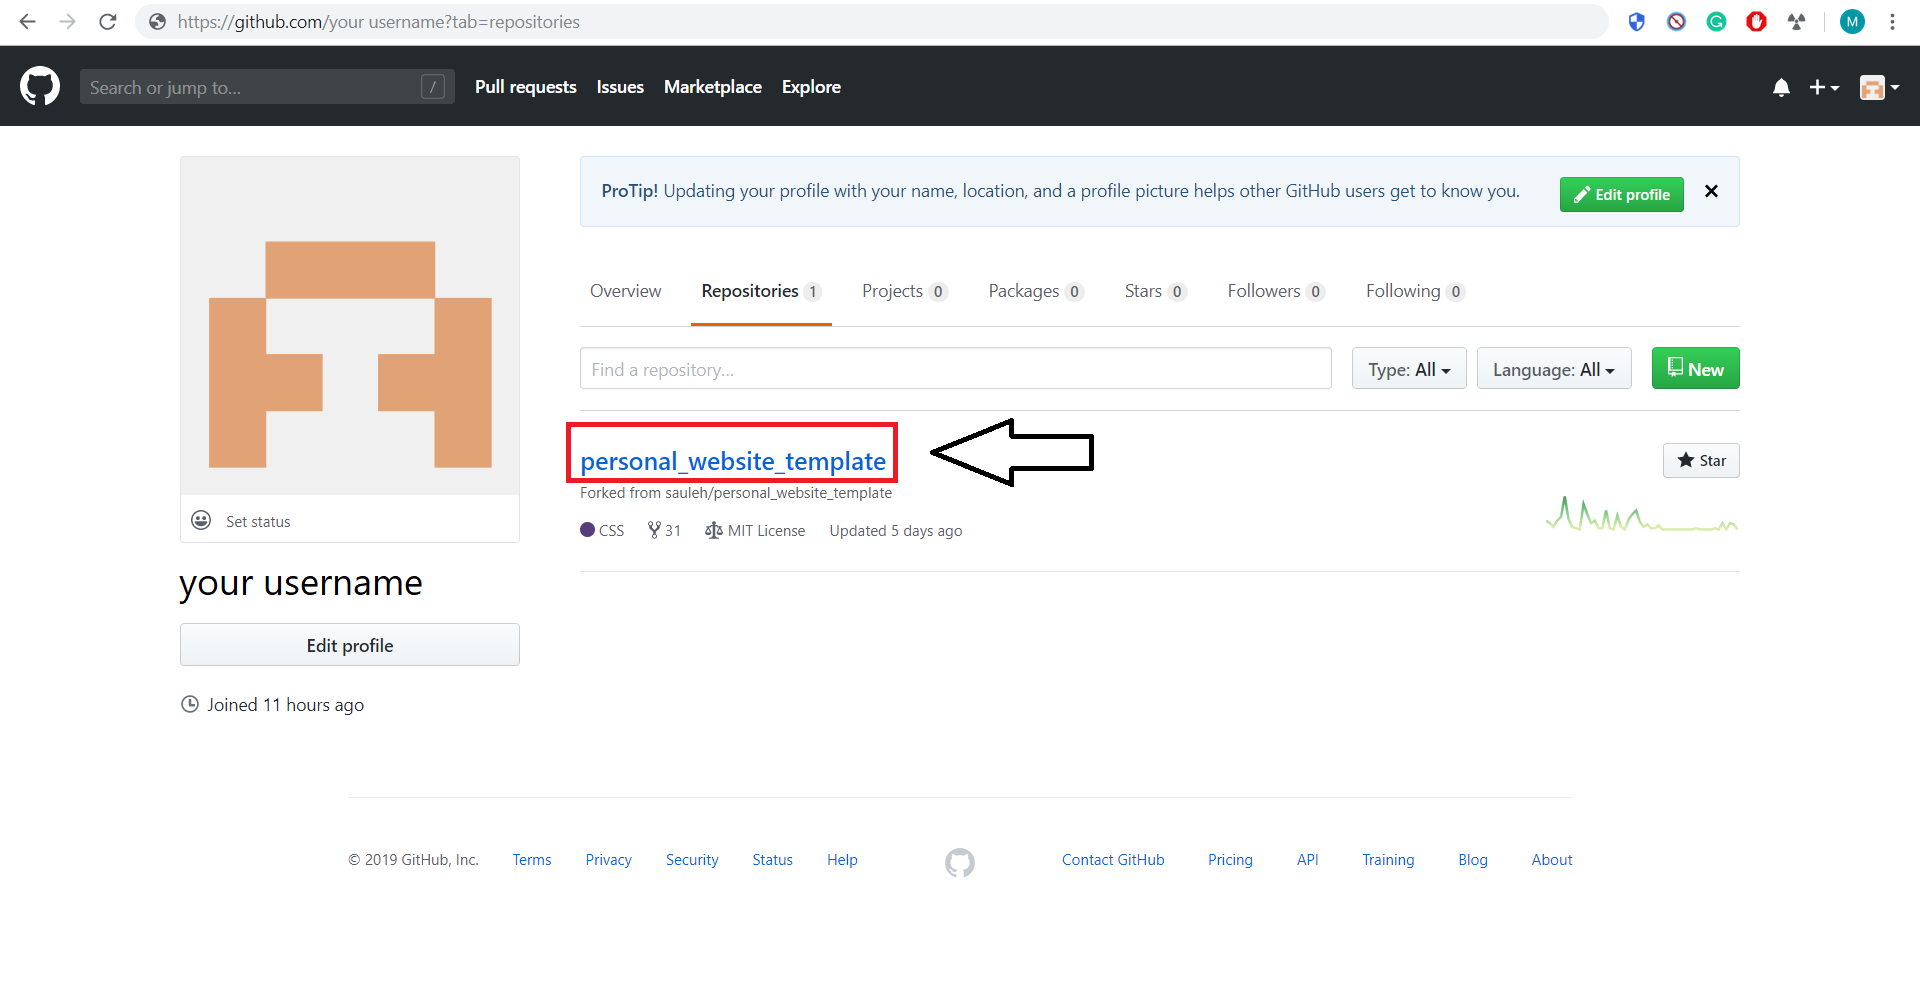 https://github.com/your username?tab=repositories
M
Search or jump to... /
Pull requests Issues Marketplace Explore
ProTip! Updating your profile with your name, location, and a profile picture helps other GitHub users get to know you.
Edit profile
Overview Repositories 1 Projects 0 Packages 0 Stars 0 Followers 0 Following 0
Find a repository... Type: All Language: All New
personal_website_template
Star
Forked from sauleh/personal_website_template
CSS 31 MIT License Updated 5 days ago
Set status
your username
Edit profile
Joined 11 hours ago
© 2019 GitHub, Inc. Terms Privacy Security Status Help Contact GitHub Pricing API Training Blog About